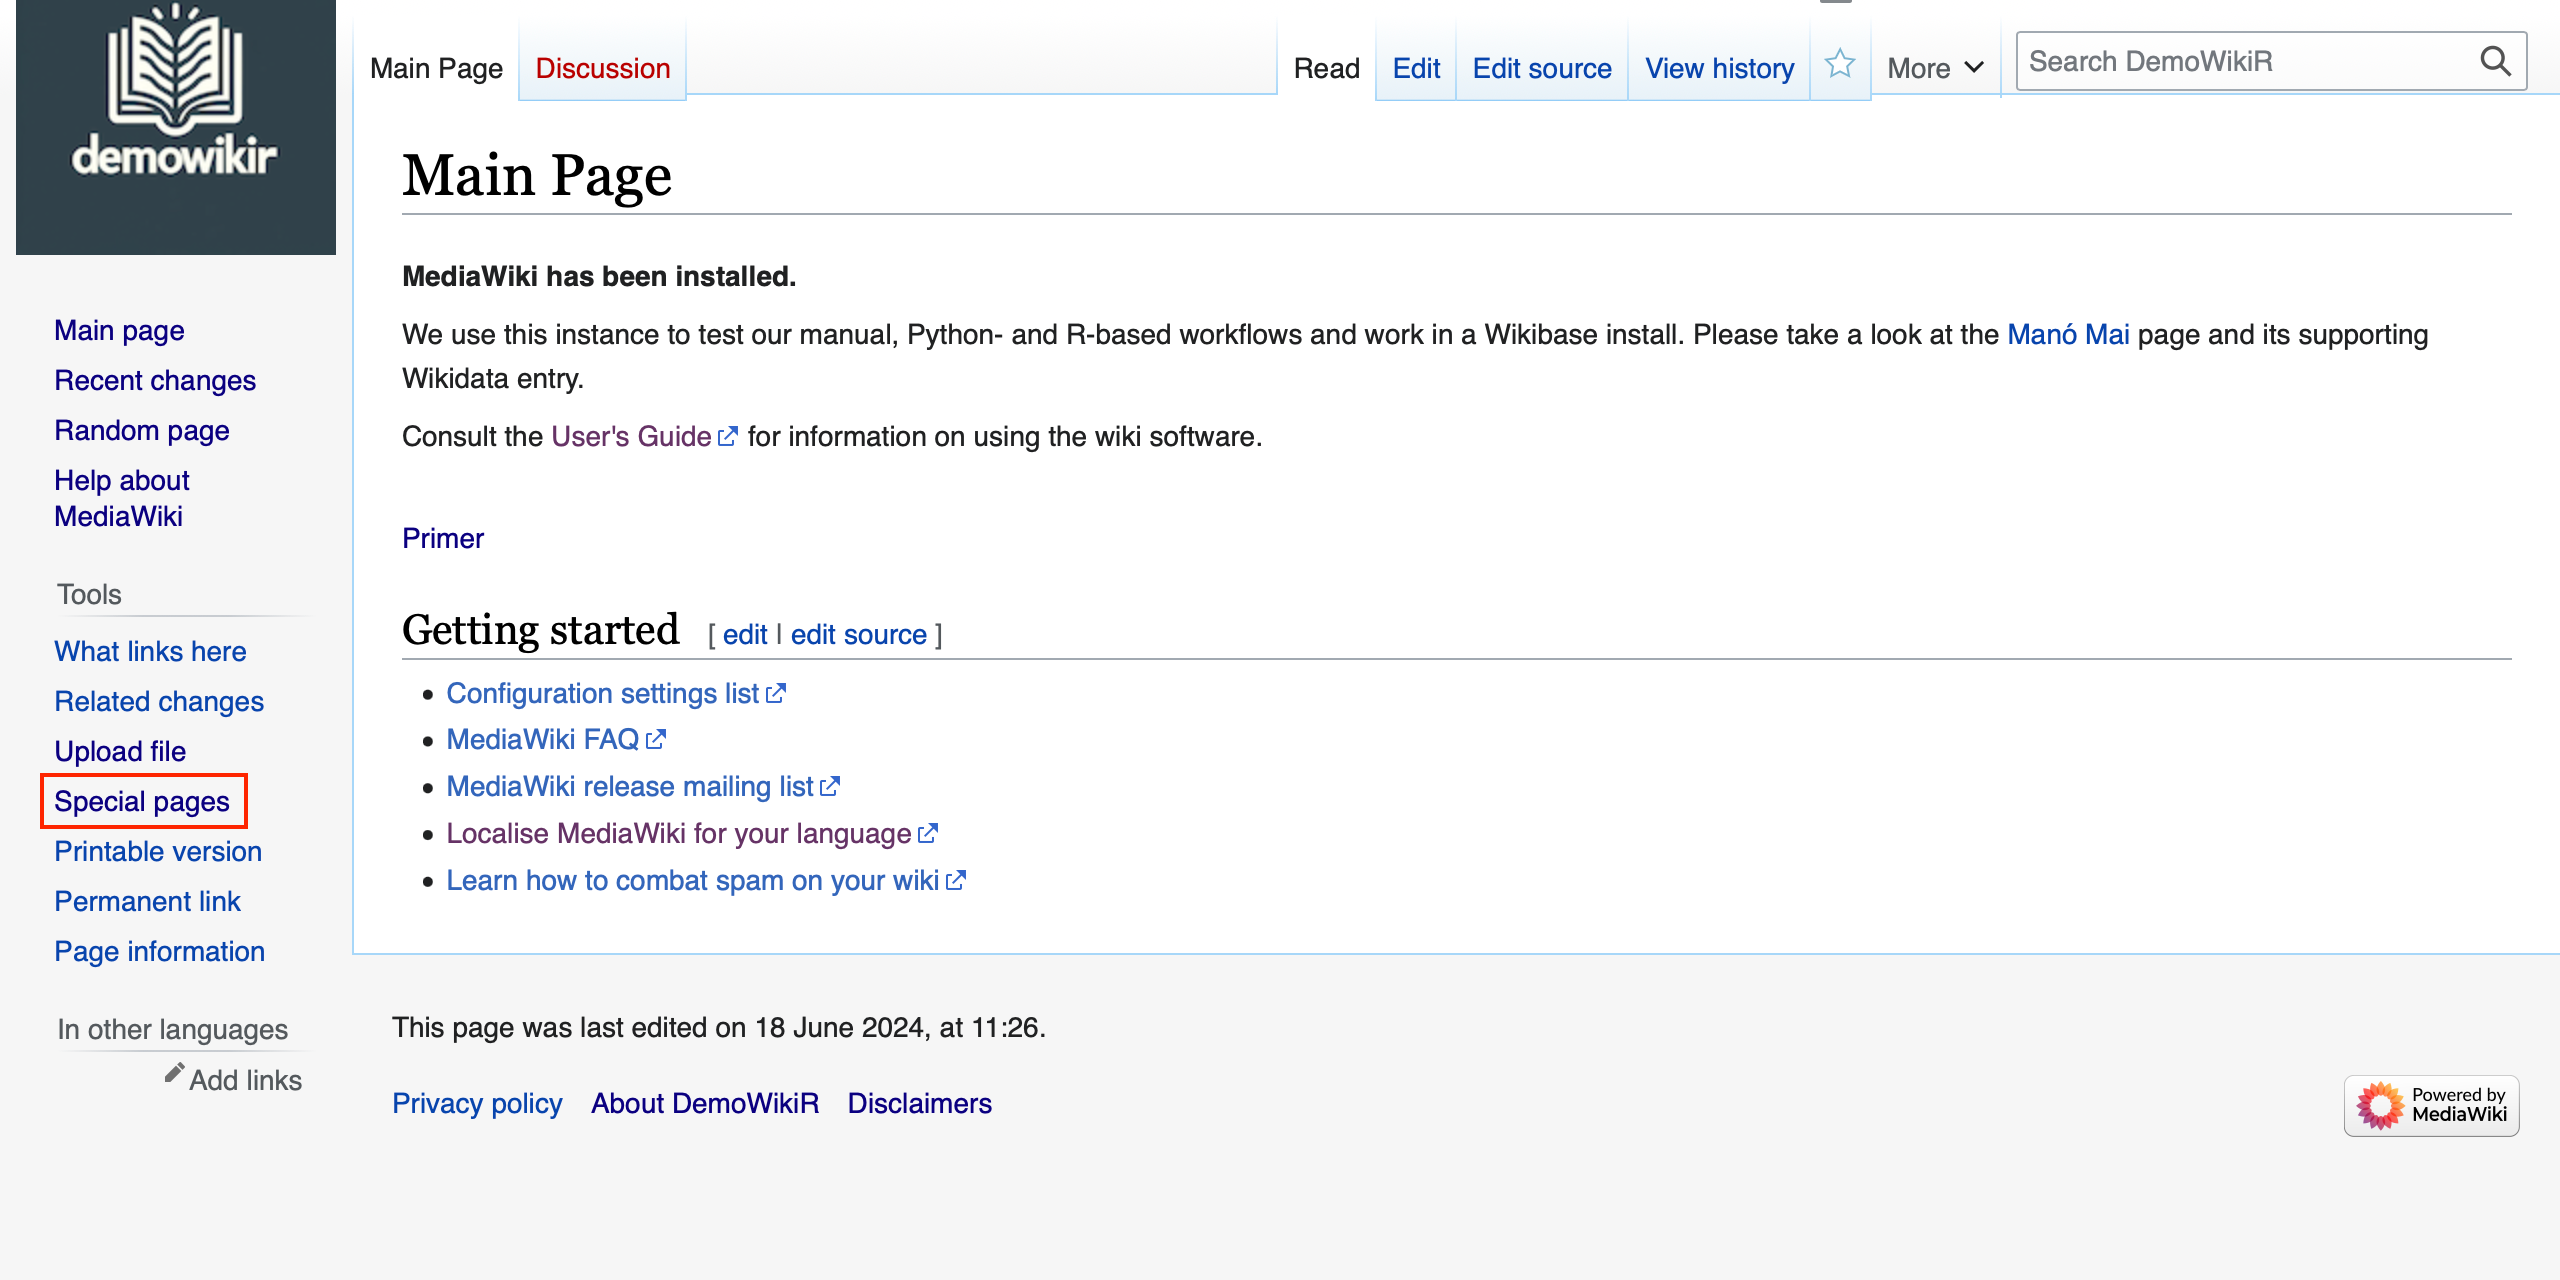 demowikir
Main page
Recent changes
Random page
Help about
MediaWiki
Tools
What links here
Related changes
Upload file
Special pages
Printable version
Permanent link
Page information
In other languages
Add links
Main Page Discussion Read Edit Edit source View history More Search DemoWikiR
Main Page
MediaWiki has been installed.
We use this instance to test our manual, Python- and R-based workflows and work in a Wikibase install. Please take a look at the Manó Mai page and its supporting
Wikidata entry.
Consult the User's Guide for information on using the wiki software.
Primer
Getting started [ edit | edit source ]
Configuration settings list
MediaWiki FAQ
MediaWiki release mailing list
Localise MediaWiki for your language
Learn how to combat spam on your wiki
This page was last edited on 18 June 2024, at 11:26.
Privacy policy About DemoWikiR Disclaimers
Powered by
MediaWiki